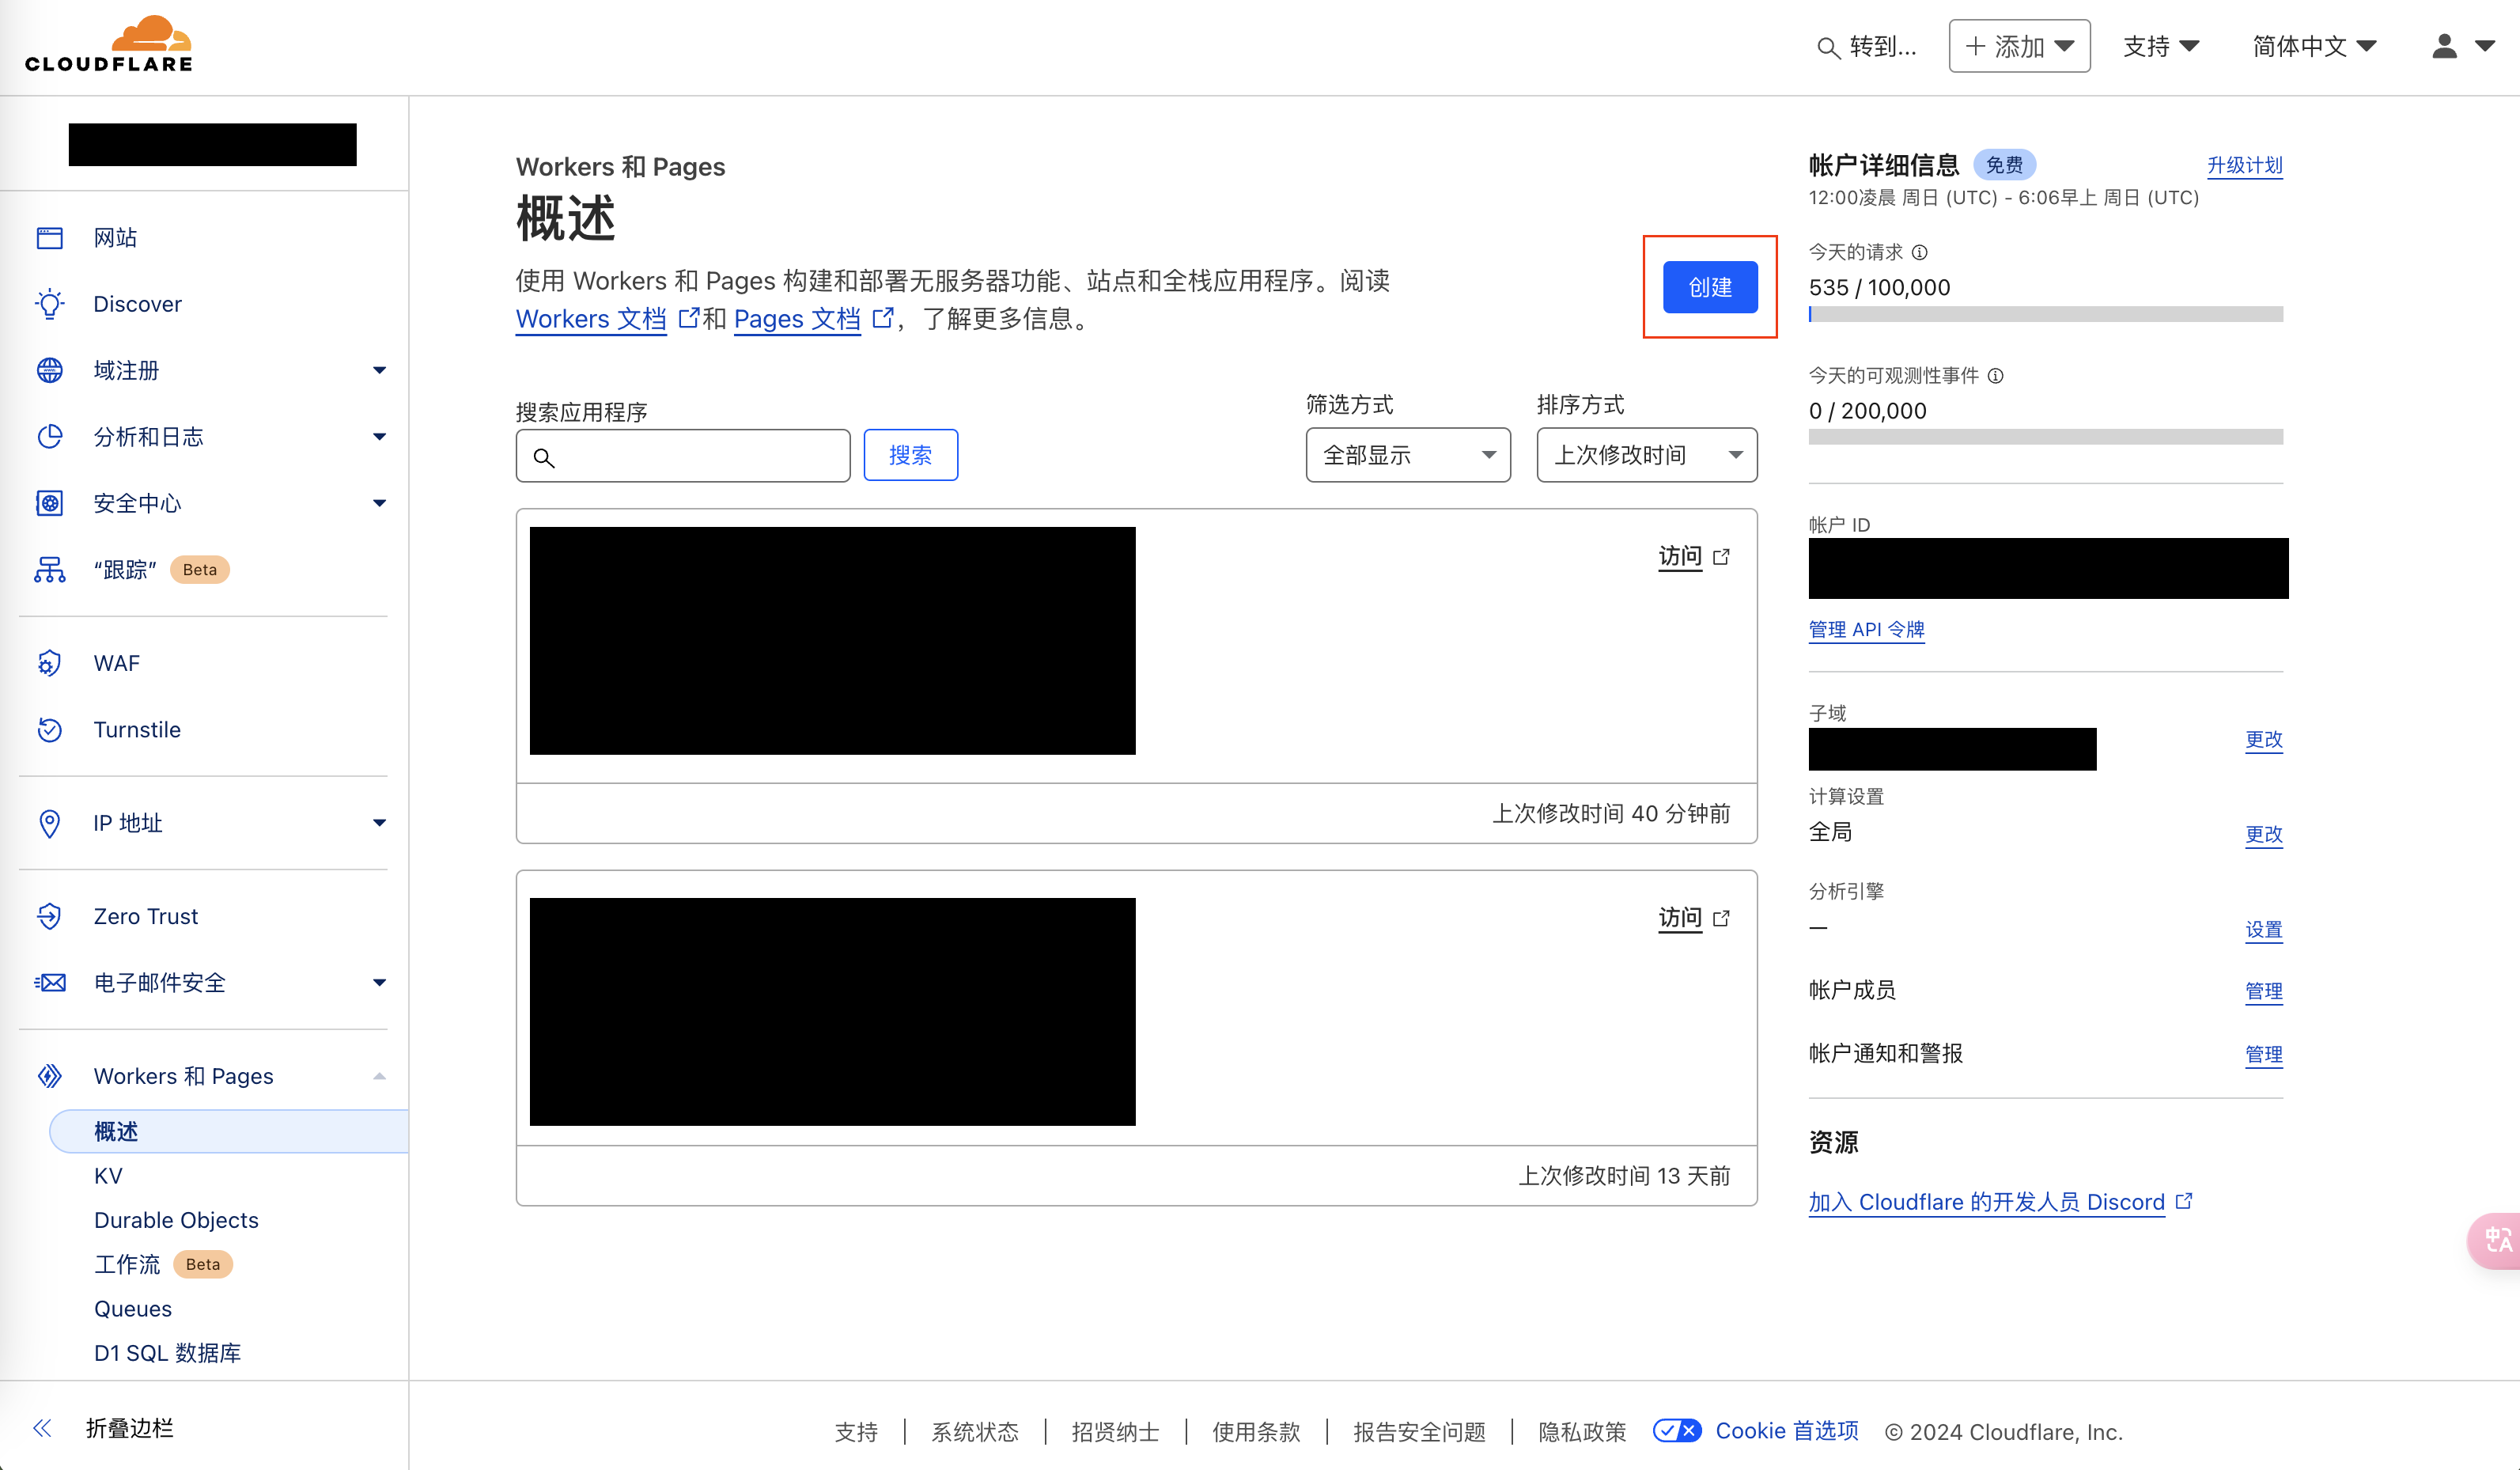 CLOUDFLARE
转到...
添加
支持
简体中文
网站
Discover
域注册
分析和日志
安全中心
“跟踪” Beta
WAF
Turnstile
IP 地址
Zero Trust
电子邮件安全
Workers 和 Pages
概述
KV
Durable Objects
工作流 Beta
Queues
D1 SQL 数据库
折叠边栏
Workers 和 Pages
概述
使用 Workers 和 Pages 构建和部署无服务器功能、站点和全栈应用程序。阅读
Workers 文档 和 Pages 文档 ，了解更多信息。
创建
搜索应用程序
搜索
筛选方式
全部显示
排序方式
上次修改时间
访问
上次修改时间 40 分钟前
访问
上次修改时间 13 天前
帐户详细信息 免费 升级计划
12:00凌晨 周日 (UTC) - 6:06早上 周日 (UTC)
今天的请求
535 / 100,000
今天的可观测性事件
0 / 200,000
帐户 ID
管理 API 令牌
子域
更改
计算设置
全局 更改
分析引擎
— 设置
帐户成员 管理
帐户通知和警报 管理
资源
加入 Cloudflare 的开发人员 Discord
中A
支持 系统状态 招贤纳士 使用条款 报告安全问题 隐私政策 Cookie 首选项 © 2024 Cloudflare, Inc.